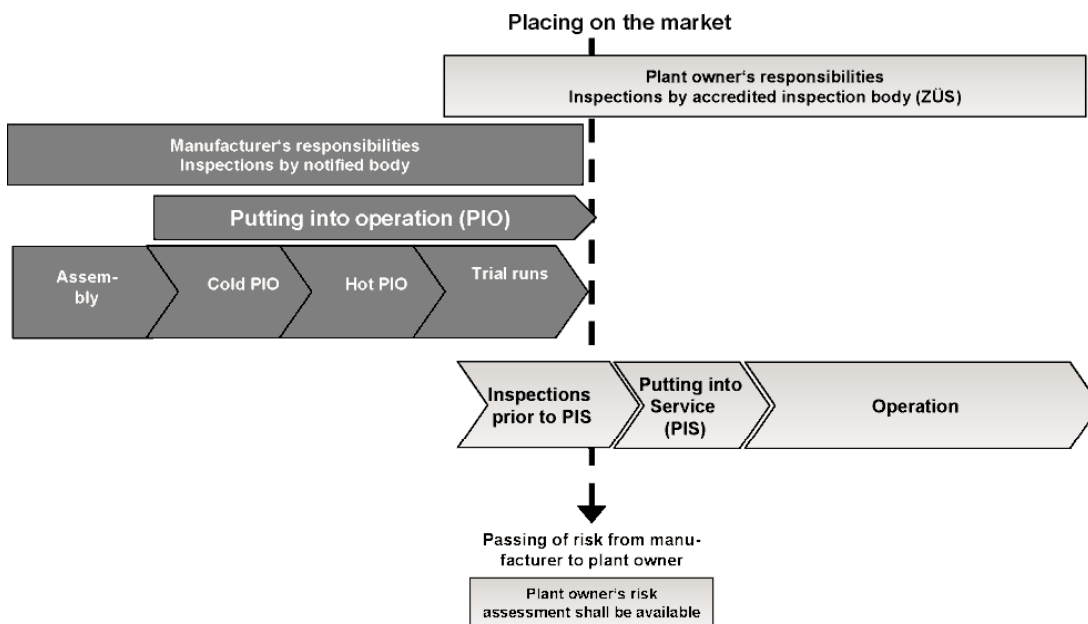 Placing on the market
Plant owner‘s responsibilities
Inspections by accredited inspection body (ZÜS)
Manufacturer‘s responsibilities
Inspections by notified body
Putting into operation (PIO)
Assem-
bly
Cold PIO
Hot PIO
Trial runs
Inspections
prior to PIS
Putting into
Service
(PIS)
Operation
Passing of risk from manu-
facturer to plant owner
Plant owner‘s risk
assessment shall be available